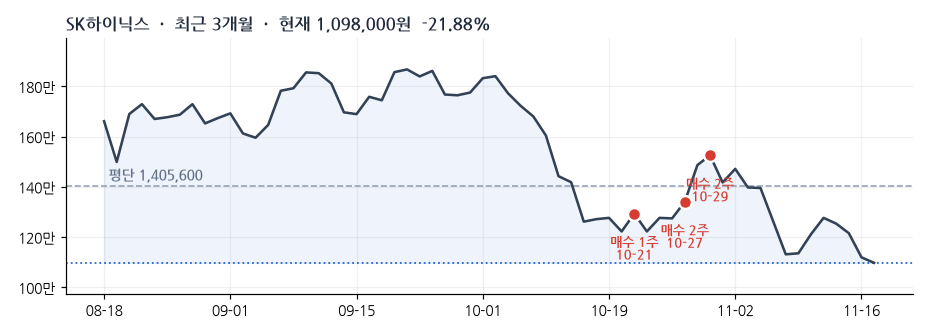 SK하이닉스 · 최근 3개월 · 현재 1,098,000원 -21.88%
180만
160만
평단 1,405,600
140만
매수 2주
10-29
120만
매수 1주
10-21
매수 2주
10-27
100만
08-18
09-01
09-15
10-01
10-19
11-02
11-16